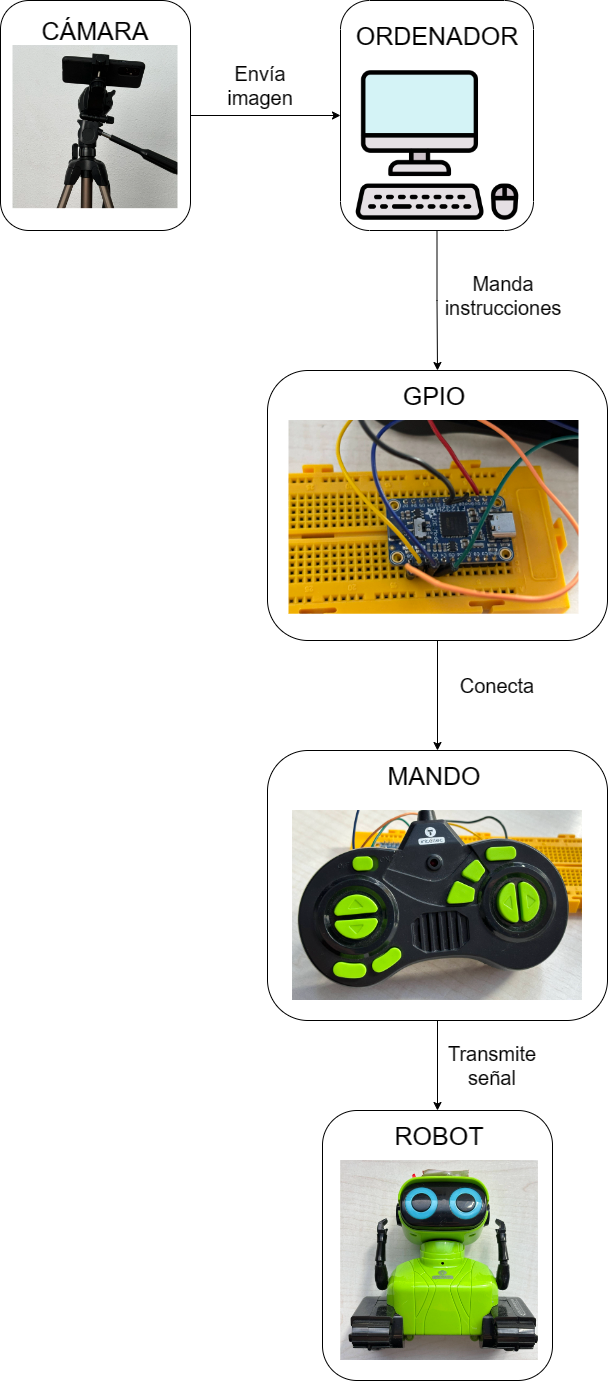 CÁMARA
Envía
imagen
ORDENADOR
Manda
instrucciones
GPIO
Conecta
MANDO
Transmite
señal
ROBOT